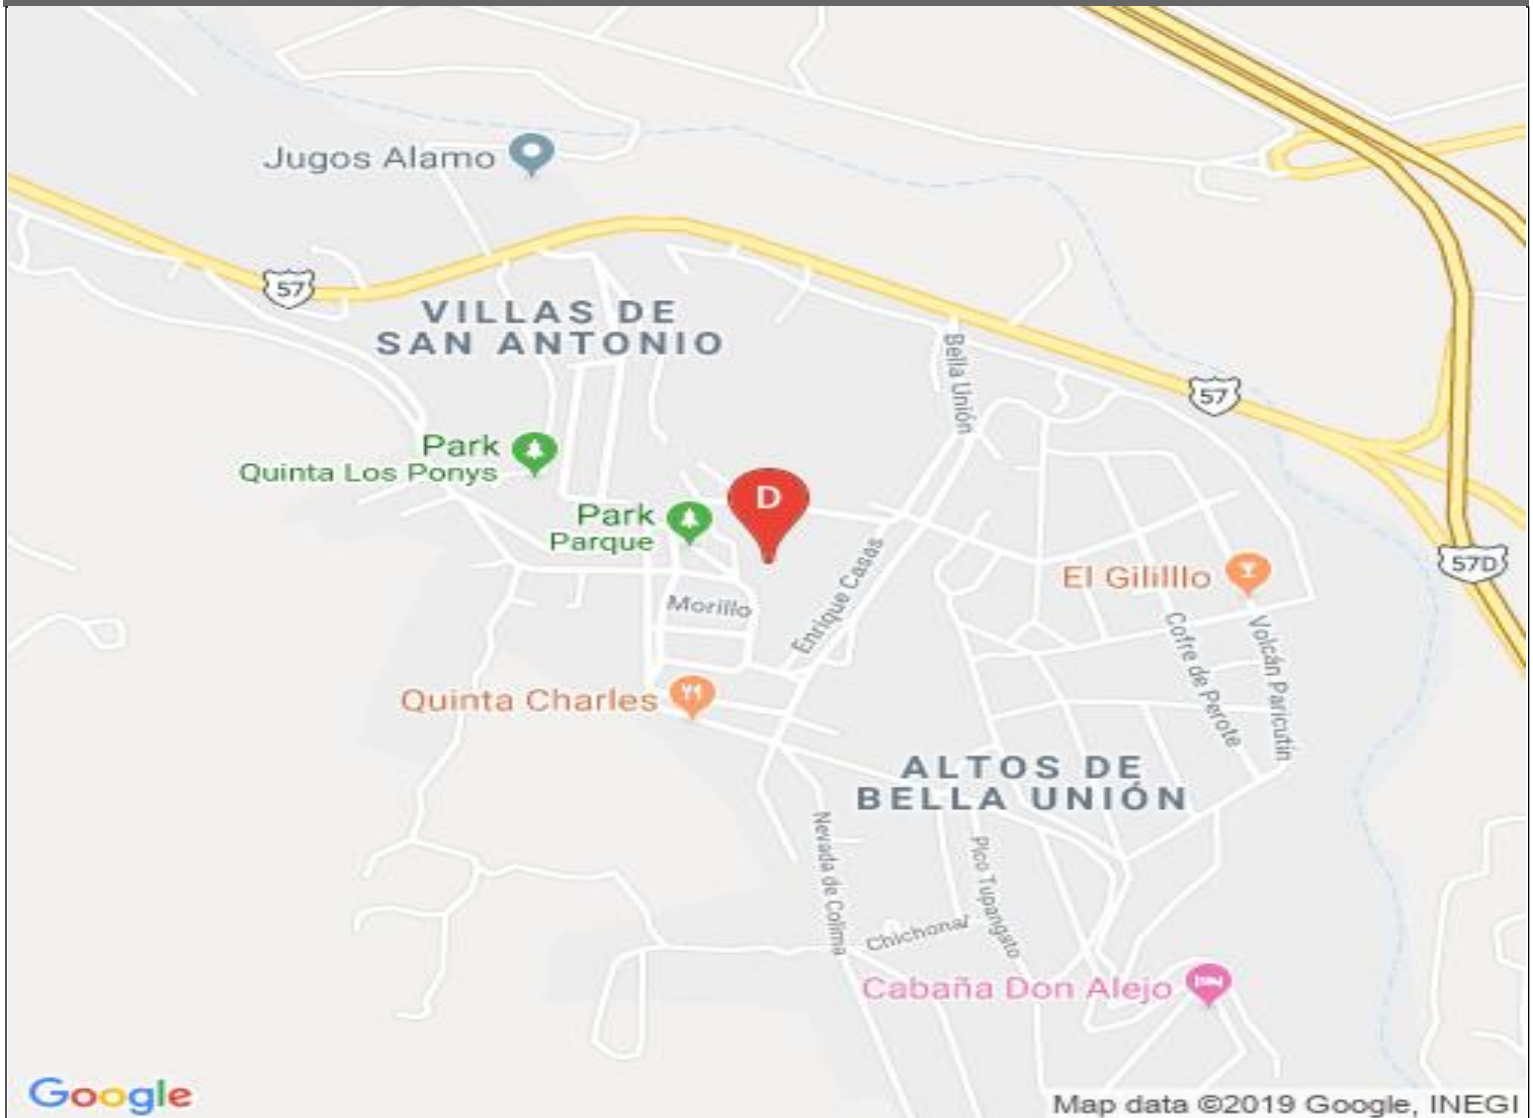 Jugos Alamo
57
VILLAS DE
SAN ANTONIO
Bella Unión
57
Park
Quinta Los Ponys
D
Park
Parque
57D
El Gilillo
Enrique Casas
Morillo
Cofre de Perote
Volcán Paricutín
Quinta Charles
ALTOS DE
BELLA UNIÓN
Nevada de Colima
Pico Tupangato
Chichonal
Cabaña Don Alejo
Google
Map data ©2019 Google, INEGI